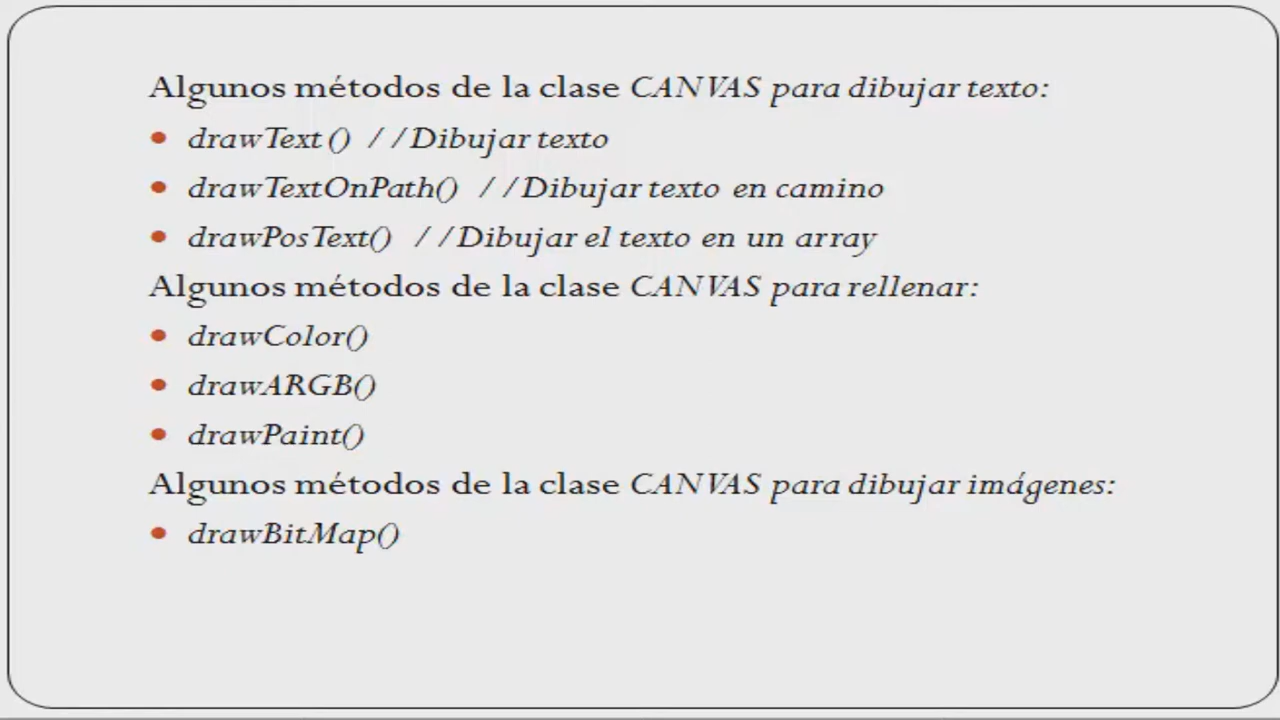 Algunos métodos de la clase CANVAS para dibujar texto:
• drawText () //Dibujar texto
• drawTextOnPath() //Dibujar texto en camino
• drawPosText() //Dibujar el texto en un array
Algunos métodos de la clase CANVAS para rellenar:
• drawColor()
• drawARGB()
• drawPaint()
Algunos métodos de la clase CANVAS para dibujar imágenes:
• drawBitMap()